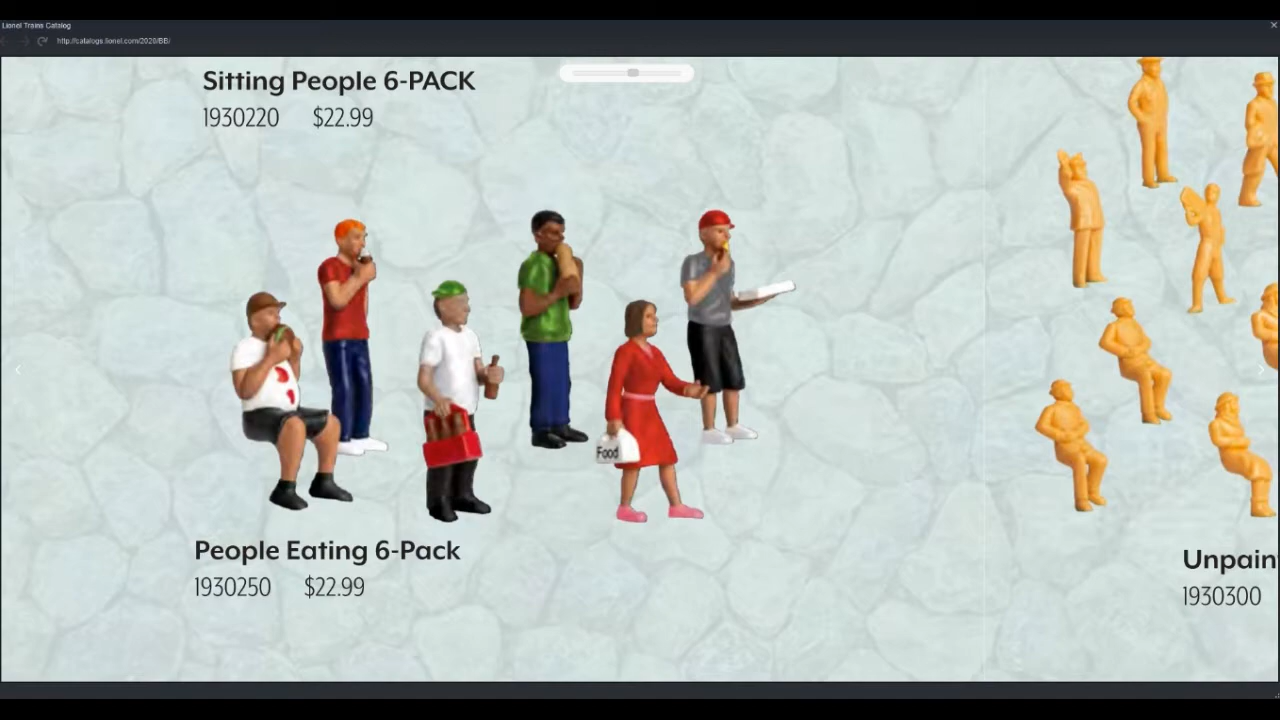 Lionel Trains Catalog
http://catalogs.lionel.com/2020/BB/
Sitting People 6-PACK
1930220 $22.99
Food
People Eating 6-Pack
1930250 $22.99
Unpain
1930300